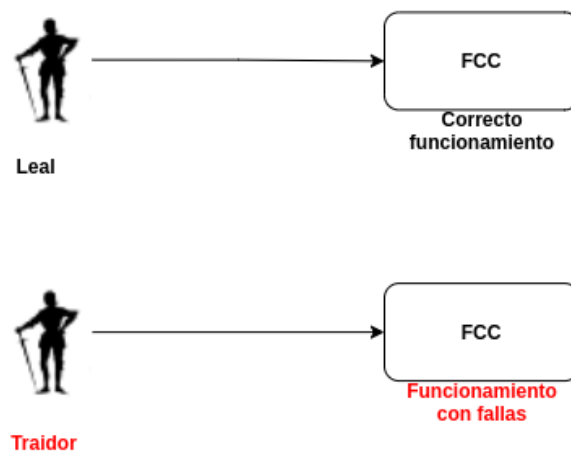 FCC
Correcto
funcionamiento
Leal
FCC
Funcionamiento
con fallas
Traidor